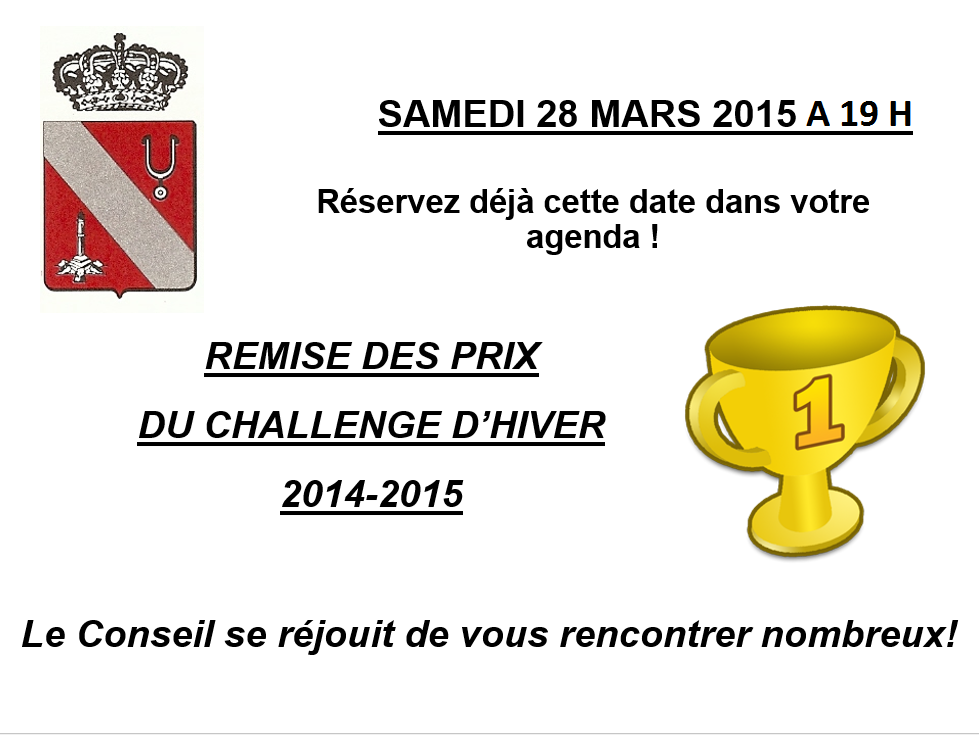 SAMEDI 28 MARS 2015 A 19 H
Réservez déjà cette date dans votre
agenda !
REMISE DES PRIX
DU CHALLENGE D’HIVER
2014-2015
1
Le Conseil se réjouit de vous rencontrer nombreux!